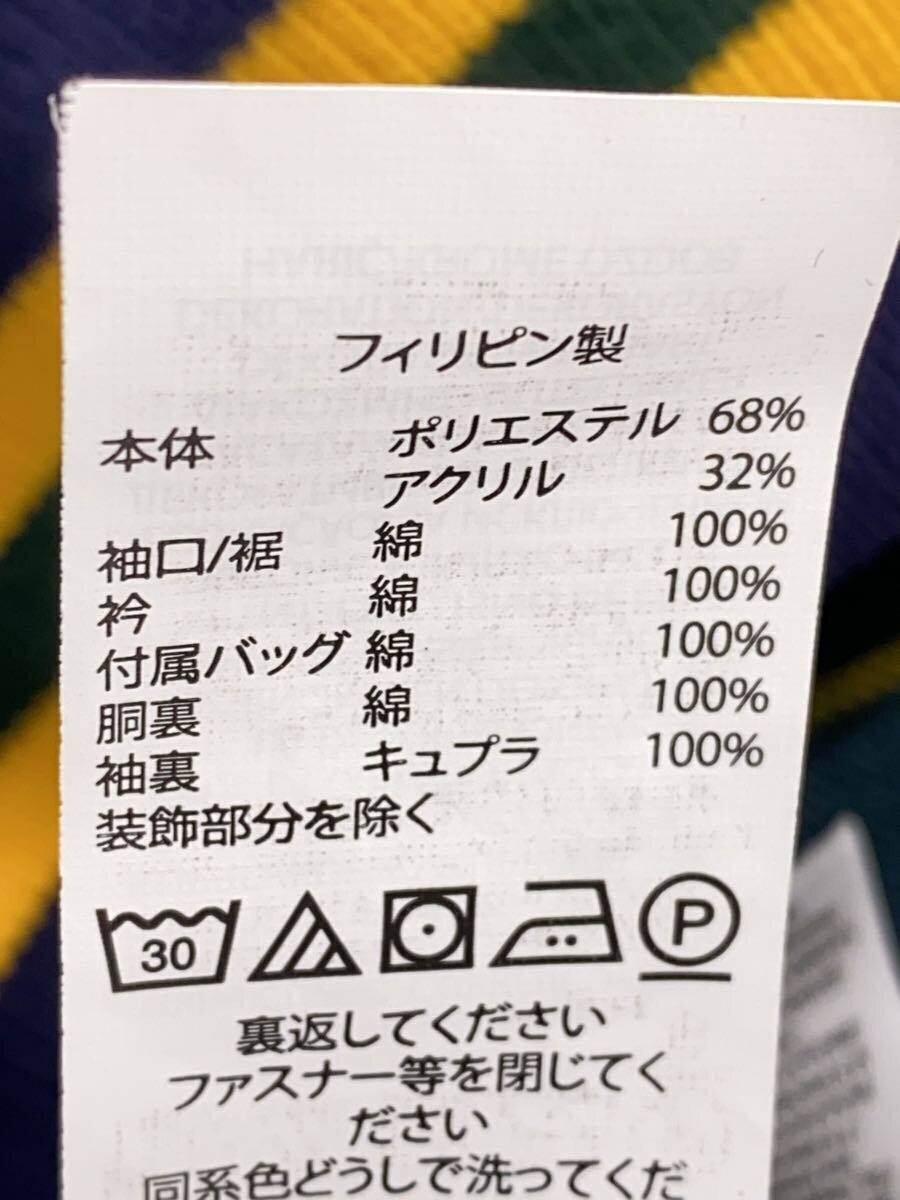 フィリピン製
本体 ポリエステル 68%
アクリル 32%
袖口/裾 綿 100%
衿 綿 100%
付属バッグ 綿 100%
胴裏 綿 100%
袖裏 キュプラ 100%
装飾部分を除く
30 P
裏返してください
ファスナー等を閉じてく
ださい
同系色どうしで洗ってくだ